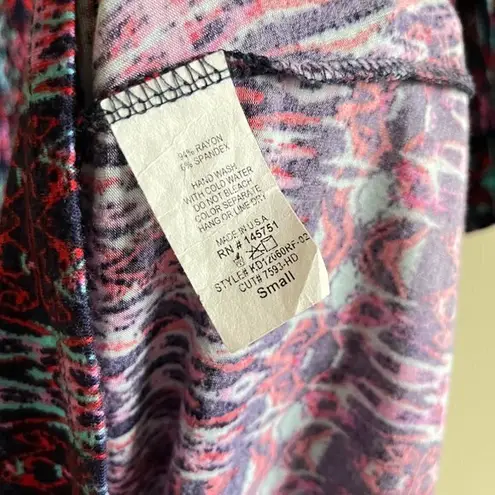 94% RAYON
6% SPANDEX
HAND WASH
WITH COLD WATER
DO NOT BLEACH
COLOR SEPARATE
HANG OR LINE DRY
MADE IN U.S.A
RN # 145751
STYLE# KD12060RF-02
CUT# 7593-HD
Small